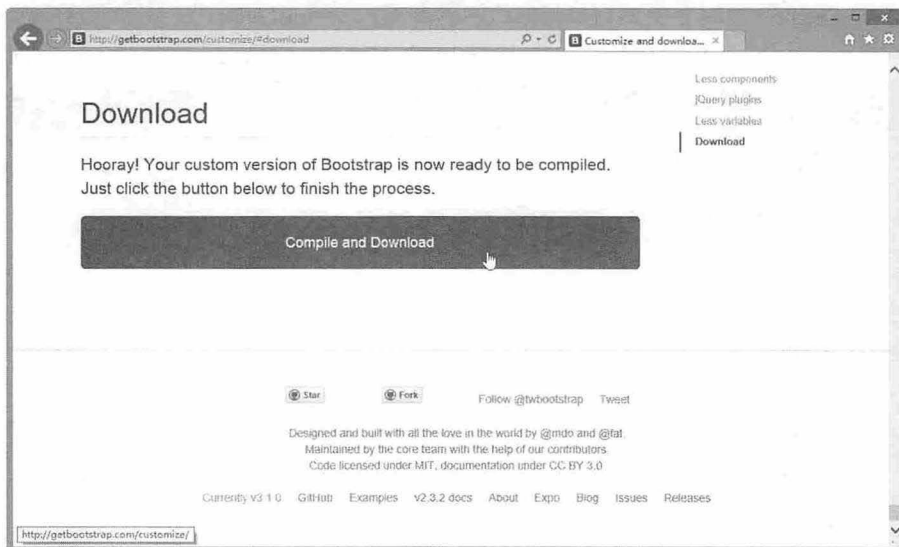 http://getbootstrap.com/customize/#download
Customize and downloa...
Less components
jQuery plugins
Less variables
Download
Download
Hooray! Your custom version of Bootstrap is now ready to be compiled.
Just click the button below to finish the process.
Compile and Download
Star
Fork
Follow @twbootstrap
Tweet
Designed and built with all the love in the world by @mdo and @fat.
Maintained by the core team with the help of our contributors.
Code licensed under MIT, documentation under CC BY 3.0.
Currently v3.1.0 GitHub Examples v2.3.2 docs About Expo Blog Issues Releases
http://getbootstrap.com/customize/